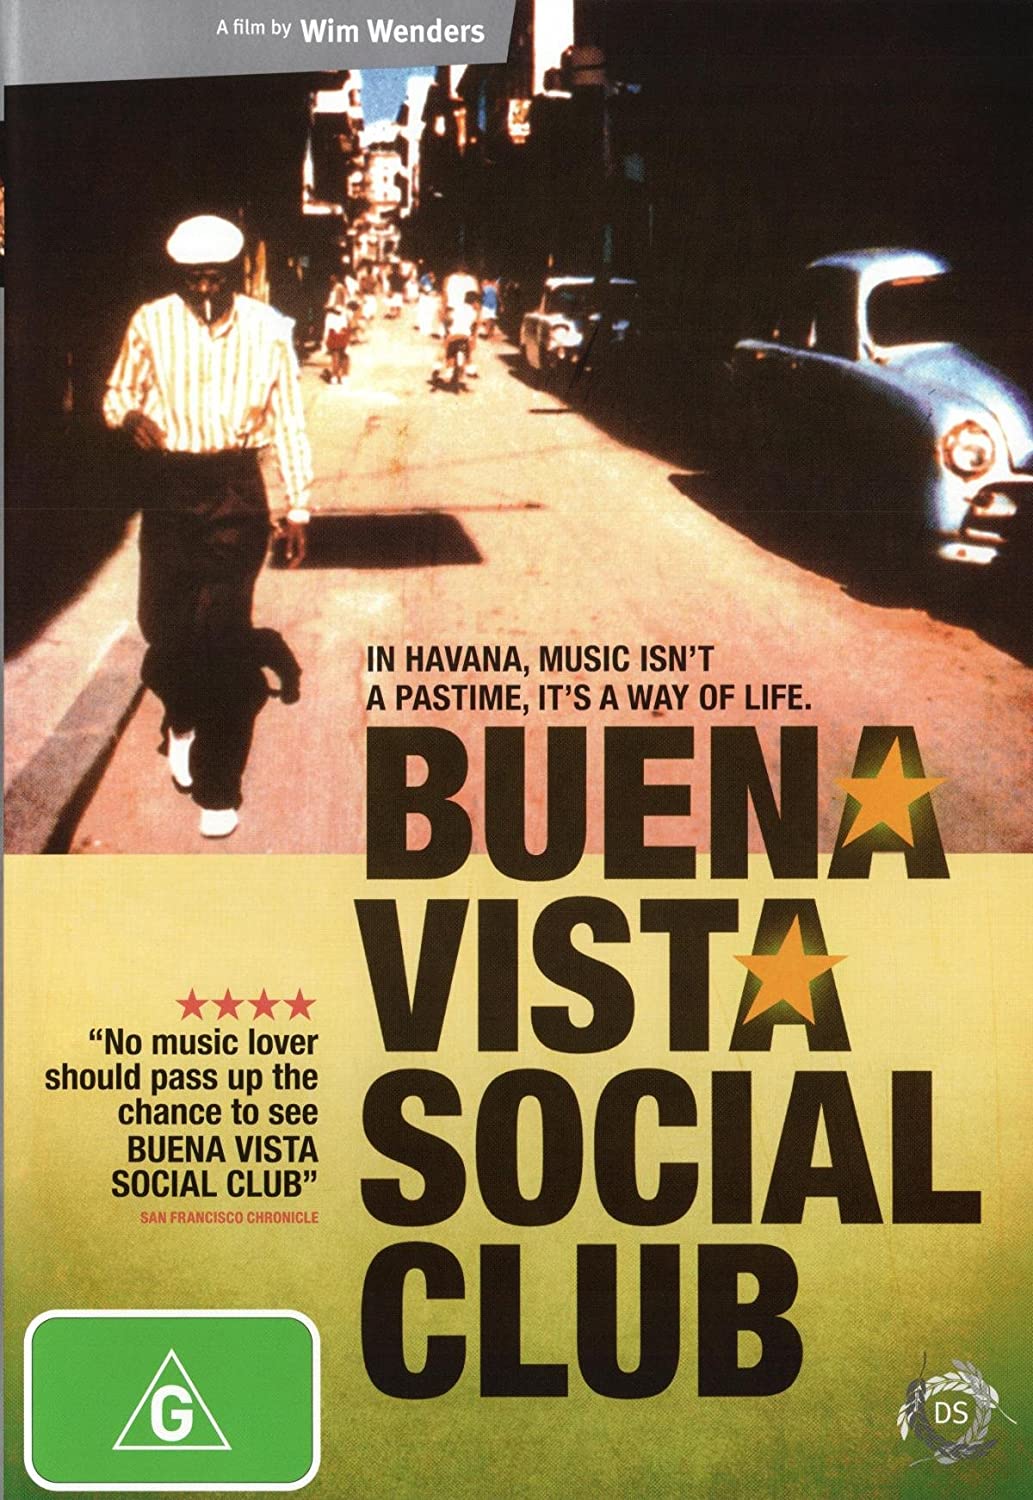 A film by Wim Wenders
IN HAVANA, MUSIC ISN'T
A PASTIME, IT'S A WAY OF LIFE.
BUENA
VISTA
SOCIAL
CLUB
★★★★
“No music lover
should pass up the
chance to see
BUENA VISTA
SOCIAL CLUB”
SAN FRANCISCO CHRONICLE
G
DS